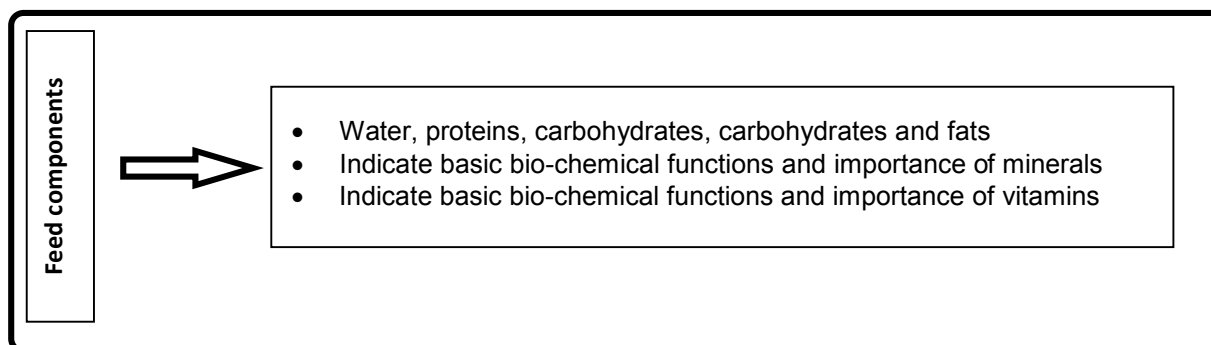 Feed components
• Water, proteins, carbohydrates, carbohydrates and fats
• Indicate basic bio-chemical functions and importance of minerals
• Indicate basic bio-chemical functions and importance of vitamins